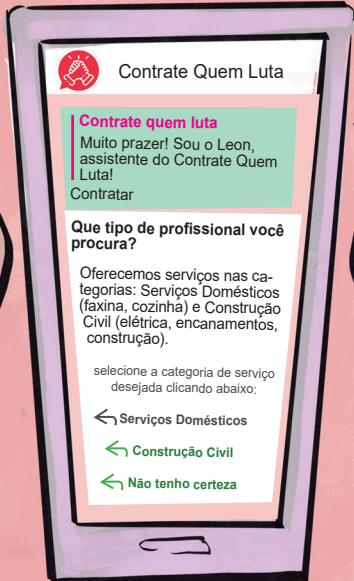 Contrate Quem Luta
Contrate quem luta
Muito prazer! Sou o Leon,
assistente do Contrate Quem
Luta!
Contratar
Que tipo de profissional você
procura?
Oferecemos serviços nas ca-
tegorias: Serviços Domésticos
(faxina, cozinha) e Construção
Civil (elétrica, encanamentos,
construção).
selecione a categoria de serviço
desejada clicando abaixo:
Serviços Domésticos
Construção Civil
Não tenho certeza